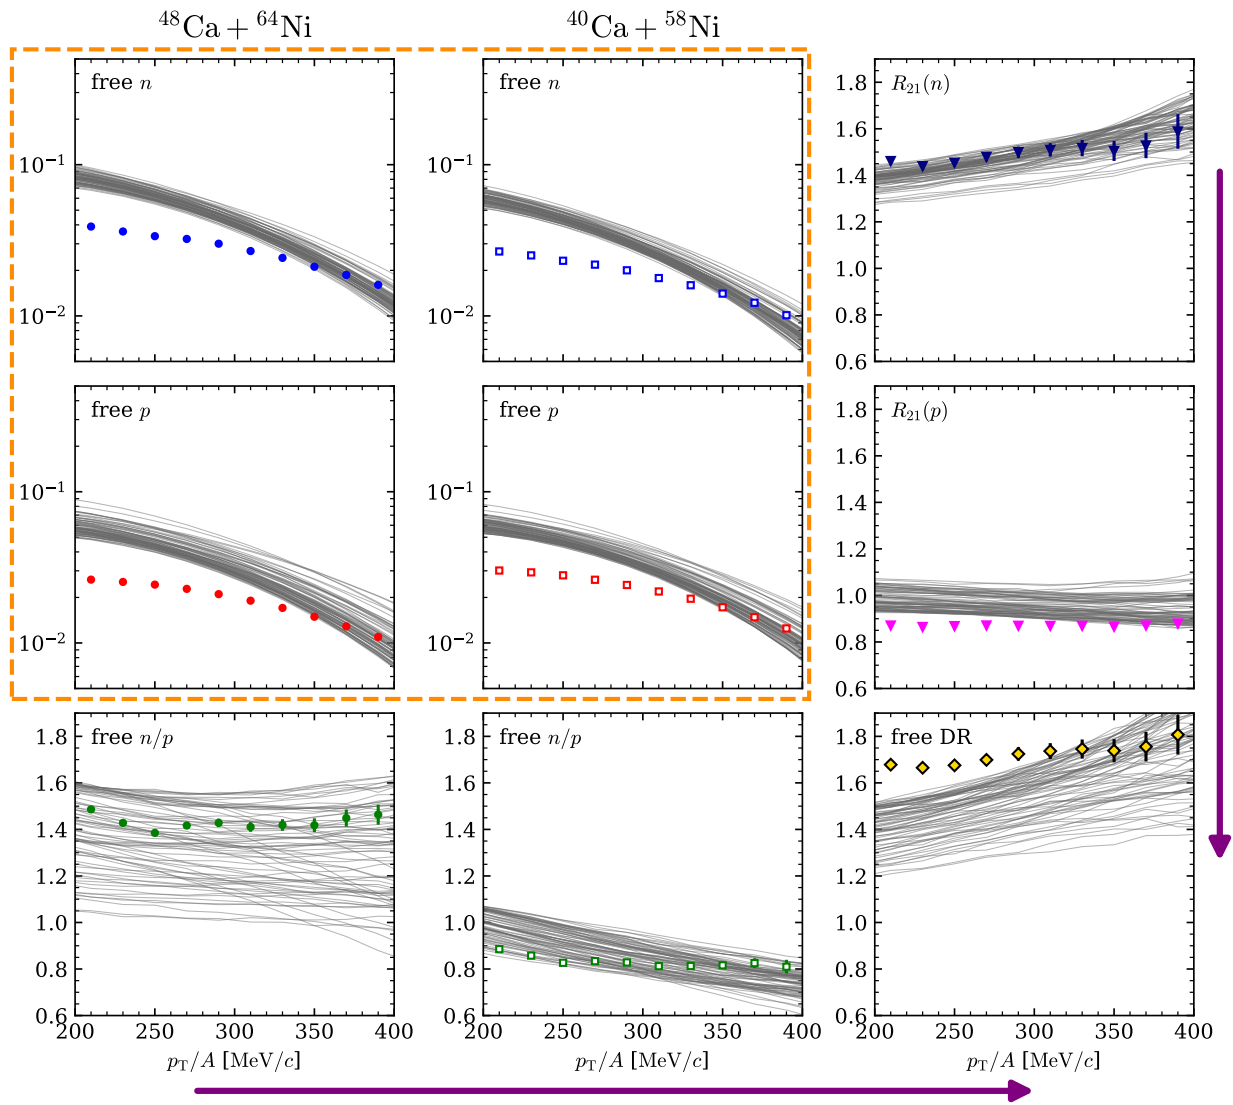 ⁴⁸Ca + ⁶⁴Ni ⁴⁰Ca + ⁵⁸Ni
free n free n R₂₁(n)
10⁻¹ 10⁻¹ 1.8
1.6
1.4
1.2
1.0
10⁻² 10⁻² 0.8
0.6
free p free p R₂₁(p)
10⁻¹ 10⁻¹ 1.8
1.6
1.4
1.2
1.0
10⁻² 10⁻² 0.8
0.6
free n/p free n/p free DR
1.8 1.8 1.8
1.6 1.6 1.6
1.4 1.4 1.4
1.2 1.2 1.2
1.0 1.0 1.0
0.8 0.8 0.8
0.6 0.6 0.6
200 250 300 350 400 200 250 300 350 400 200 250 300 350 400
p_T/A [MeV/c] p_T/A [MeV/c] p_T/A [MeV/c]